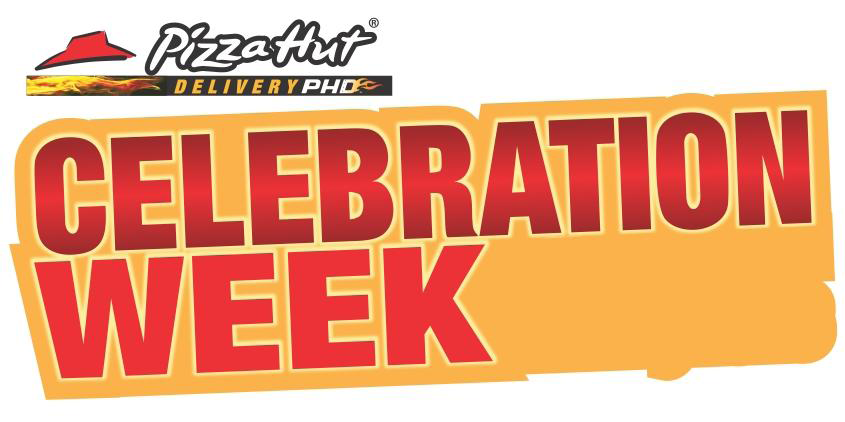 Pizza Hut®
DELIVERY PHD
CELEBRATION
WEEK